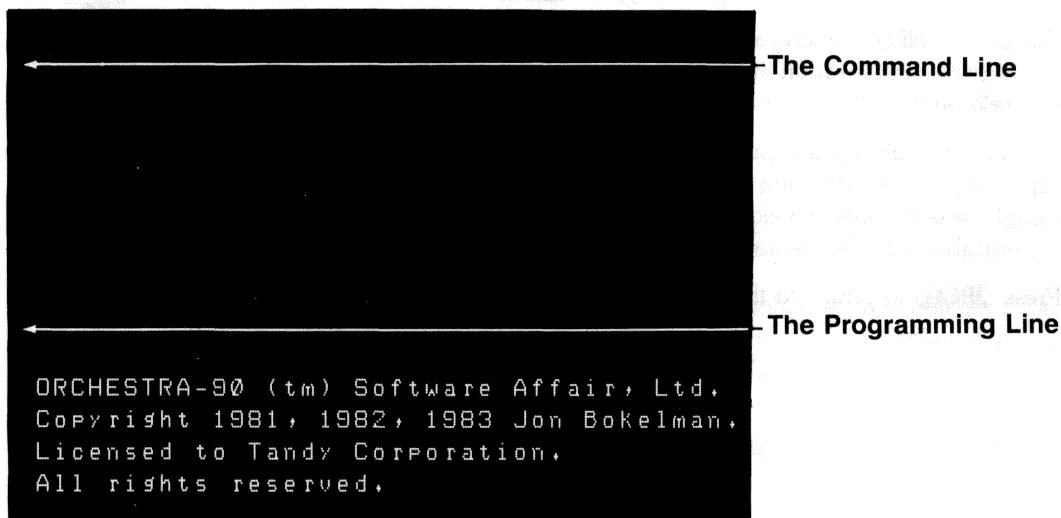 The Command Line
The Programming Line
ORCHESTRA-90 (tm) Software Affair, Ltd.
Copyright 1981, 1982, 1983 Jon Bokelman.
Licensed to Tandy Corporation.
All rights reserved.